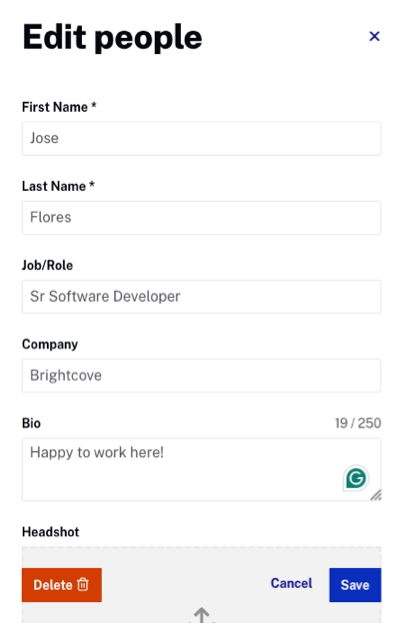 Edit people
First Name *
Jose
Last Name *
Flores
Job/Role
Sr Software Developer
Company
Brightcove
Bio 19 / 250
Happy to work here!
Headshot
Delete Cancel Save